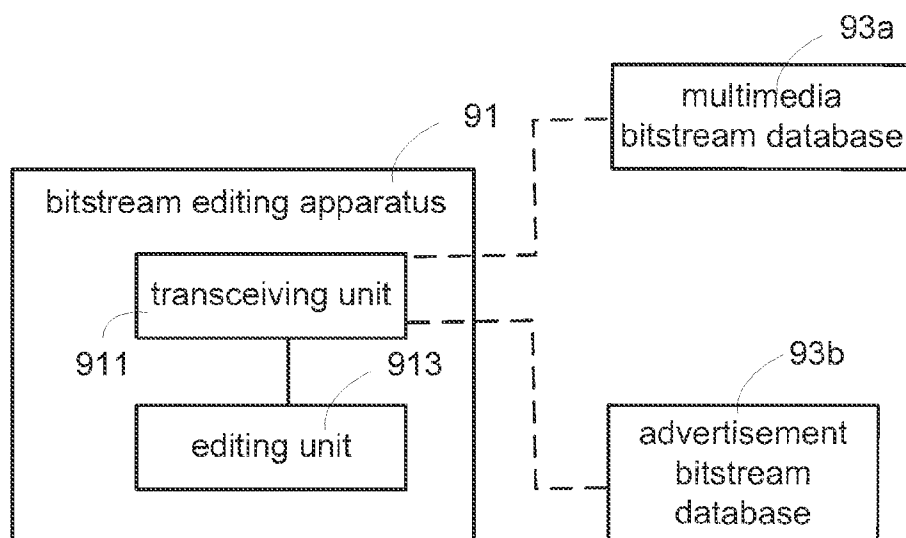 93a
multimedia
bitstream database
91
bitstream editing apparatus
transceiving unit
911
913
editing unit
93b
advertisement
bitstream
database